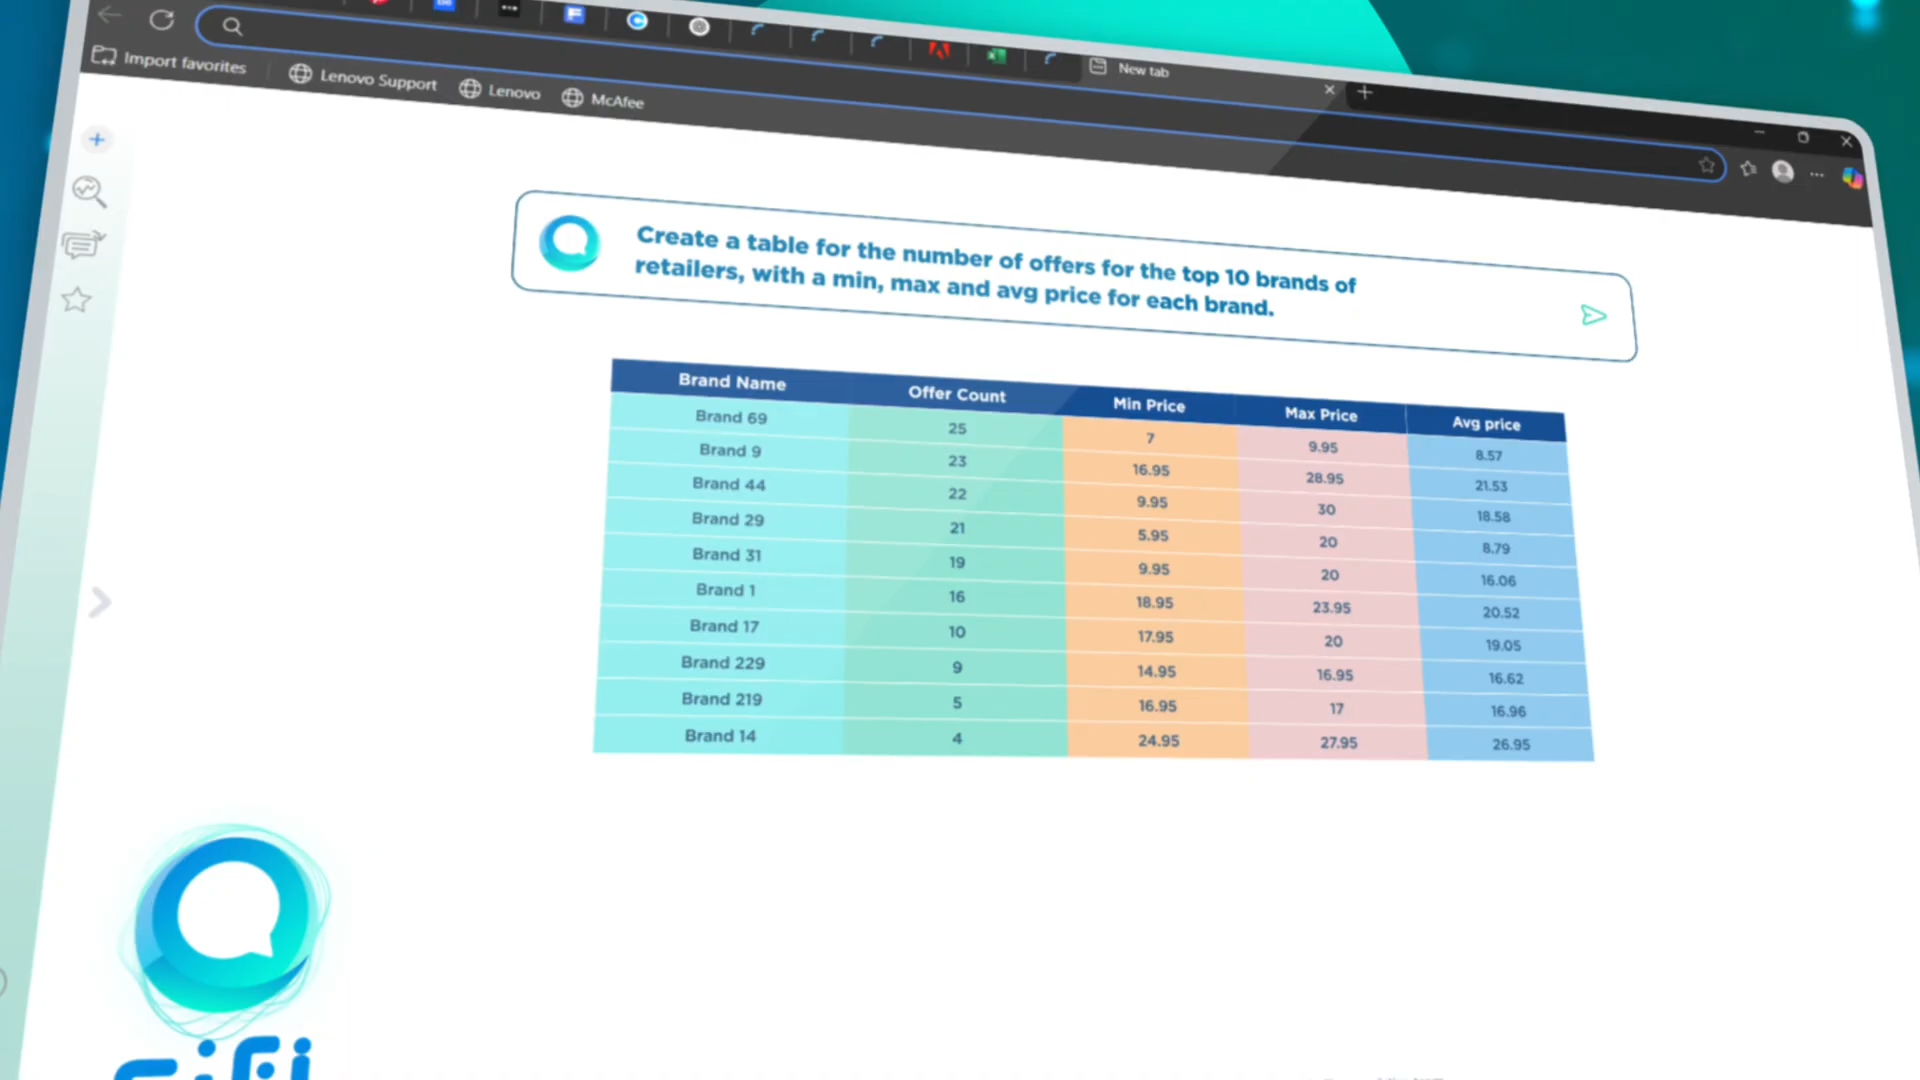 New tab
Import favorites Lenovo Support Lenovo McAfee
Create a table for the number of offers for the top 10 brands of
retailers, with a min, max and avg price for each brand.
Brand Name Offer Count Min Price Max Price Avg price
Brand 69 25 7 9.95 8.57
Brand 9 23 16.95 28.95 21.53
Brand 44 22 9.95 30 18.58
Brand 29 21 5.95 20 8.79
Brand 31 19 9.95 20 16.06
Brand 1 16 18.95 23.95 20.52
Brand 17 10 17.95 20 19.05
Brand 229 9 14.95 16.95 16.62
Brand 219 5 16.95 17 16.96
Brand 14 4 24.95 27.95 26.95